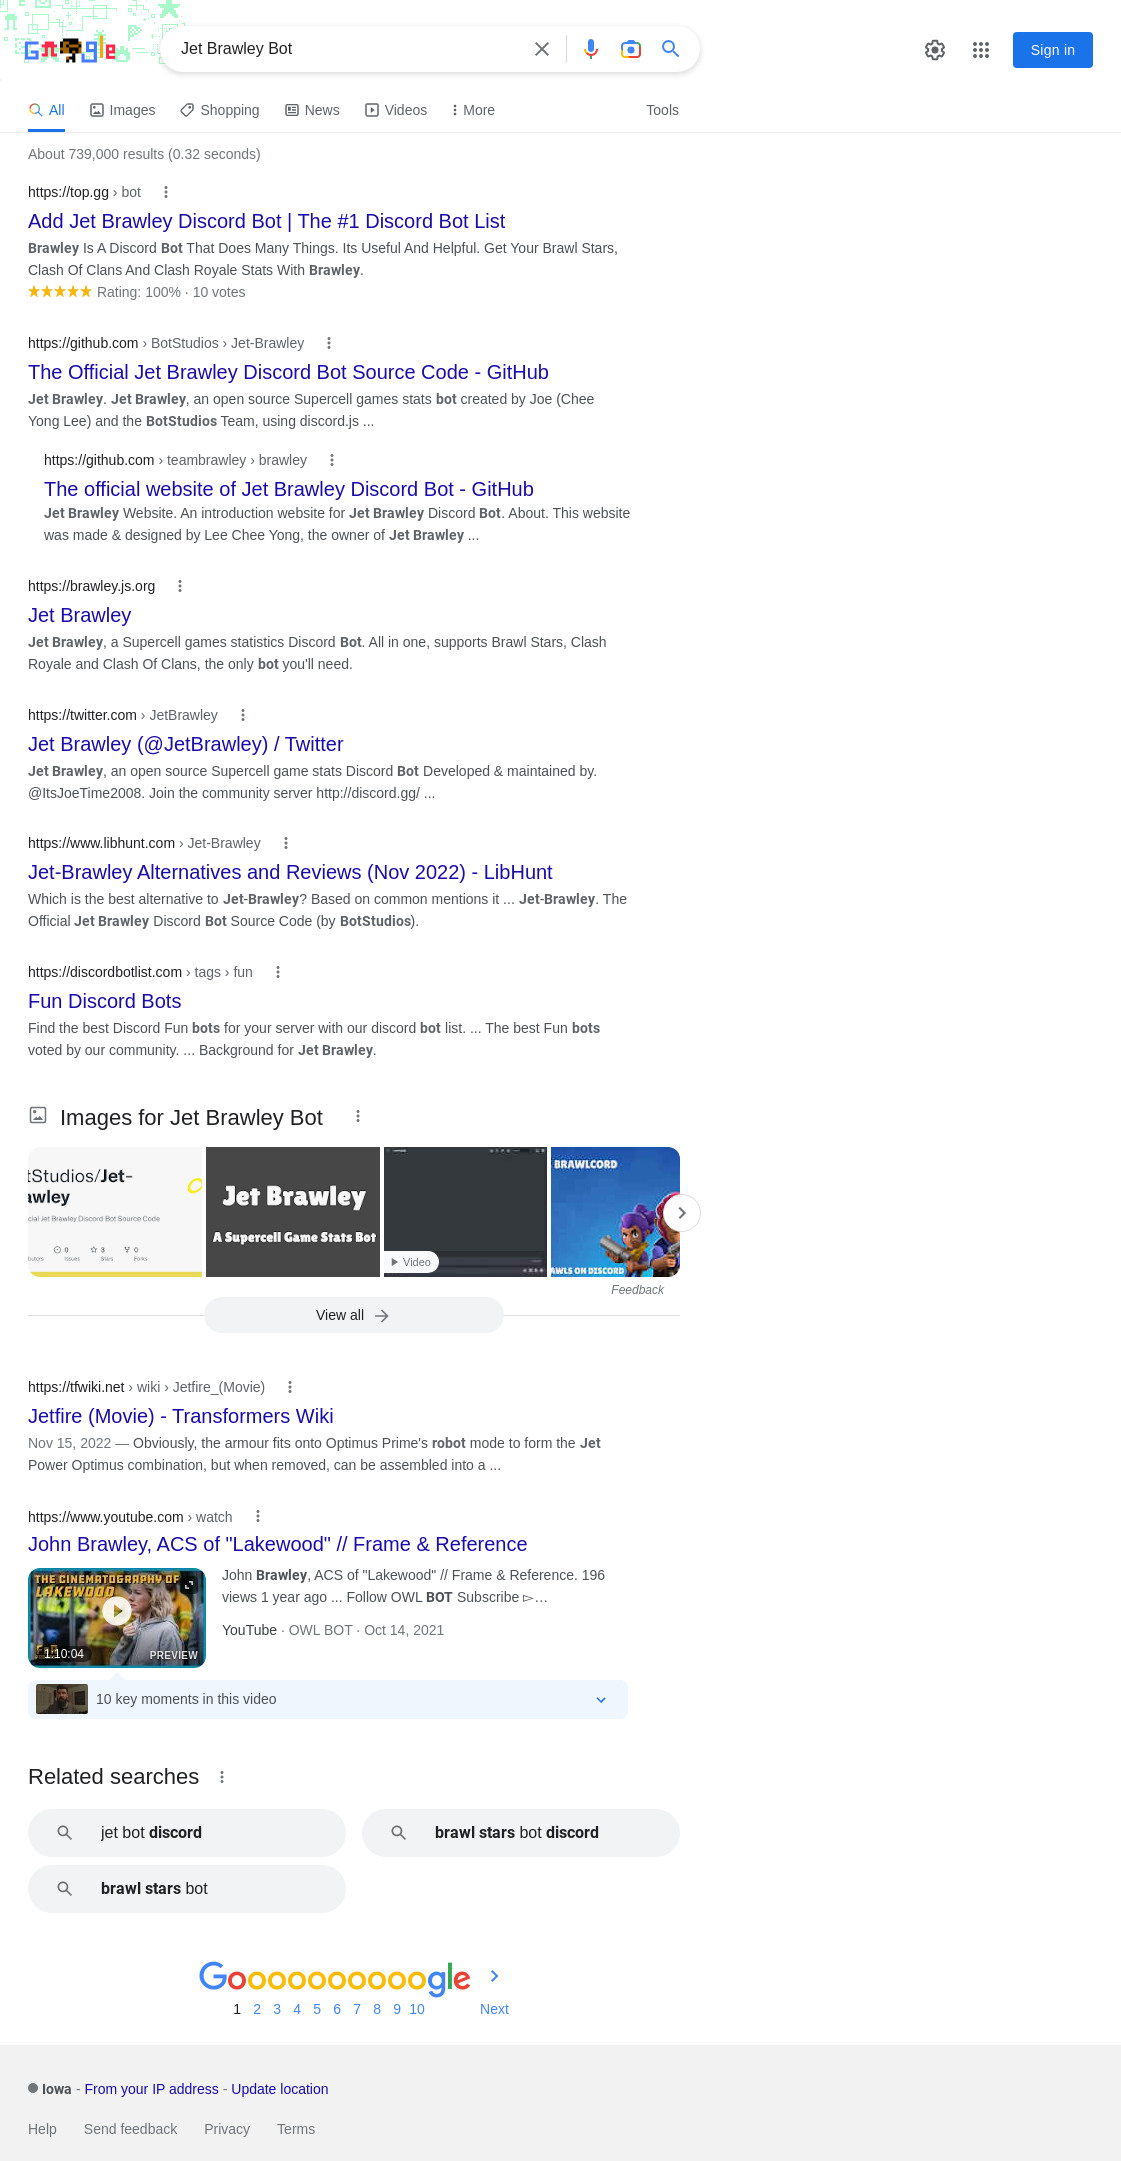 Google
Jet Brawley Bot
Sign in
All
Images
Shopping
News
Videos
More
Tools
About 739,000 results (0.32 seconds)
https://top.gg › bot
Add Jet Brawley Discord Bot | The #1 Discord Bot List
Brawley Is A Discord Bot That Does Many Things. Its Useful And Helpful. Get Your Brawl Stars,
Clash Of Clans And Clash Royale Stats With Brawley.
Rating: 100% · 10 votes
https://github.com › BotStudios › Jet-Brawley
The Official Jet Brawley Discord Bot Source Code - GitHub
Jet Brawley. Jet Brawley, an open source Supercell games stats bot created by Joe (Chee
Yong Lee) and the BotStudios Team, using discord.js ...
https://github.com › teambrawley › brawley
The official website of Jet Brawley Discord Bot - GitHub
Jet Brawley Website. An introduction website for Jet Brawley Discord Bot. About. This website
was made & designed by Lee Chee Yong, the owner of Jet Brawley ...
https://brawley.js.org
Jet Brawley
Jet Brawley, a Supercell games statistics Discord Bot. All in one, supports Brawl Stars, Clash
Royale and Clash Of Clans, the only bot you'll need.
https://twitter.com › JetBrawley
Jet Brawley (@JetBrawley) / Twitter
Jet Brawley, an open source Supercell game stats Discord Bot Developed & maintained by.
@ItsJoeTime2008. Join the community server http://discord.gg/ ...
https://www.libhunt.com › Jet-Brawley
Jet-Brawley Alternatives and Reviews (Nov 2022) - LibHunt
Which is the best alternative to Jet-Brawley? Based on common mentions it ... Jet-Brawley. The
Official Jet Brawley Discord Bot Source Code (by BotStudios).
https://discordbotlist.com › tags › fun
Fun Discord Bots
Find the best Discord Fun bots for your server with our discord bot list. ... The best Fun bots
voted by our community. ... Background for Jet Brawley.
Images for Jet Brawley Bot
tStudios/Jet-
awley
cial Jet Brawley Discord Bot Source Code
0
3
0
butors
Issues
Stars
Forks
Jet Brawley
A Supercell Game Stats Bot
Video
BRAWLCORD
AWLS ON DISCORD
Feedback
View all
https://tfwiki.net › wiki › Jetfire_(Movie)
Jetfire (Movie) - Transformers Wiki
Nov 15, 2022 — Obviously, the armour fits onto Optimus Prime's robot mode to form the Jet
Power Optimus combination, but when removed, can be assembled into a ...
https://www.youtube.com › watch
John Brawley, ACS of "Lakewood" // Frame & Reference
THE CINEMATOGRAPHY OF
LAKEWOOD
1:10:04
PREVIEW
John Brawley, ACS of "Lakewood" // Frame & Reference. 196
views 1 year ago ... Follow OWL BOT Subscribe ▻…
YouTube · OWL BOT · Oct 14, 2021
10 key moments in this video
Related searches
jet bot discord
brawl stars bot discord
brawl stars bot
Goooooooooogle
1 2 3 4 5 6 7 8 9 10 Next
Iowa - From your IP address - Update location
Help Send feedback Privacy Terms